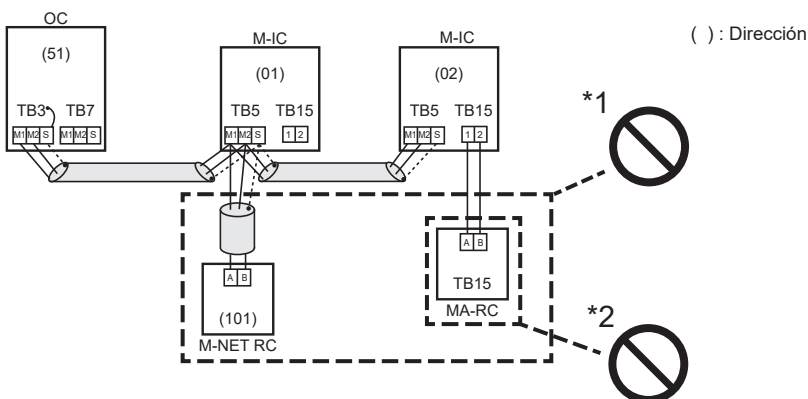 OC
(51)
TB3 TB7
M1 M2 S M1 M2 S
M-IC
(01)
TB5 TB15
M1 M2 S 1 2
M-IC
(02)
TB5 TB15
M1 M2 S 1 2
( ) : Dirección
*1
A B
(101)
M-NET RC
A B
TB15
MA-RC
*2